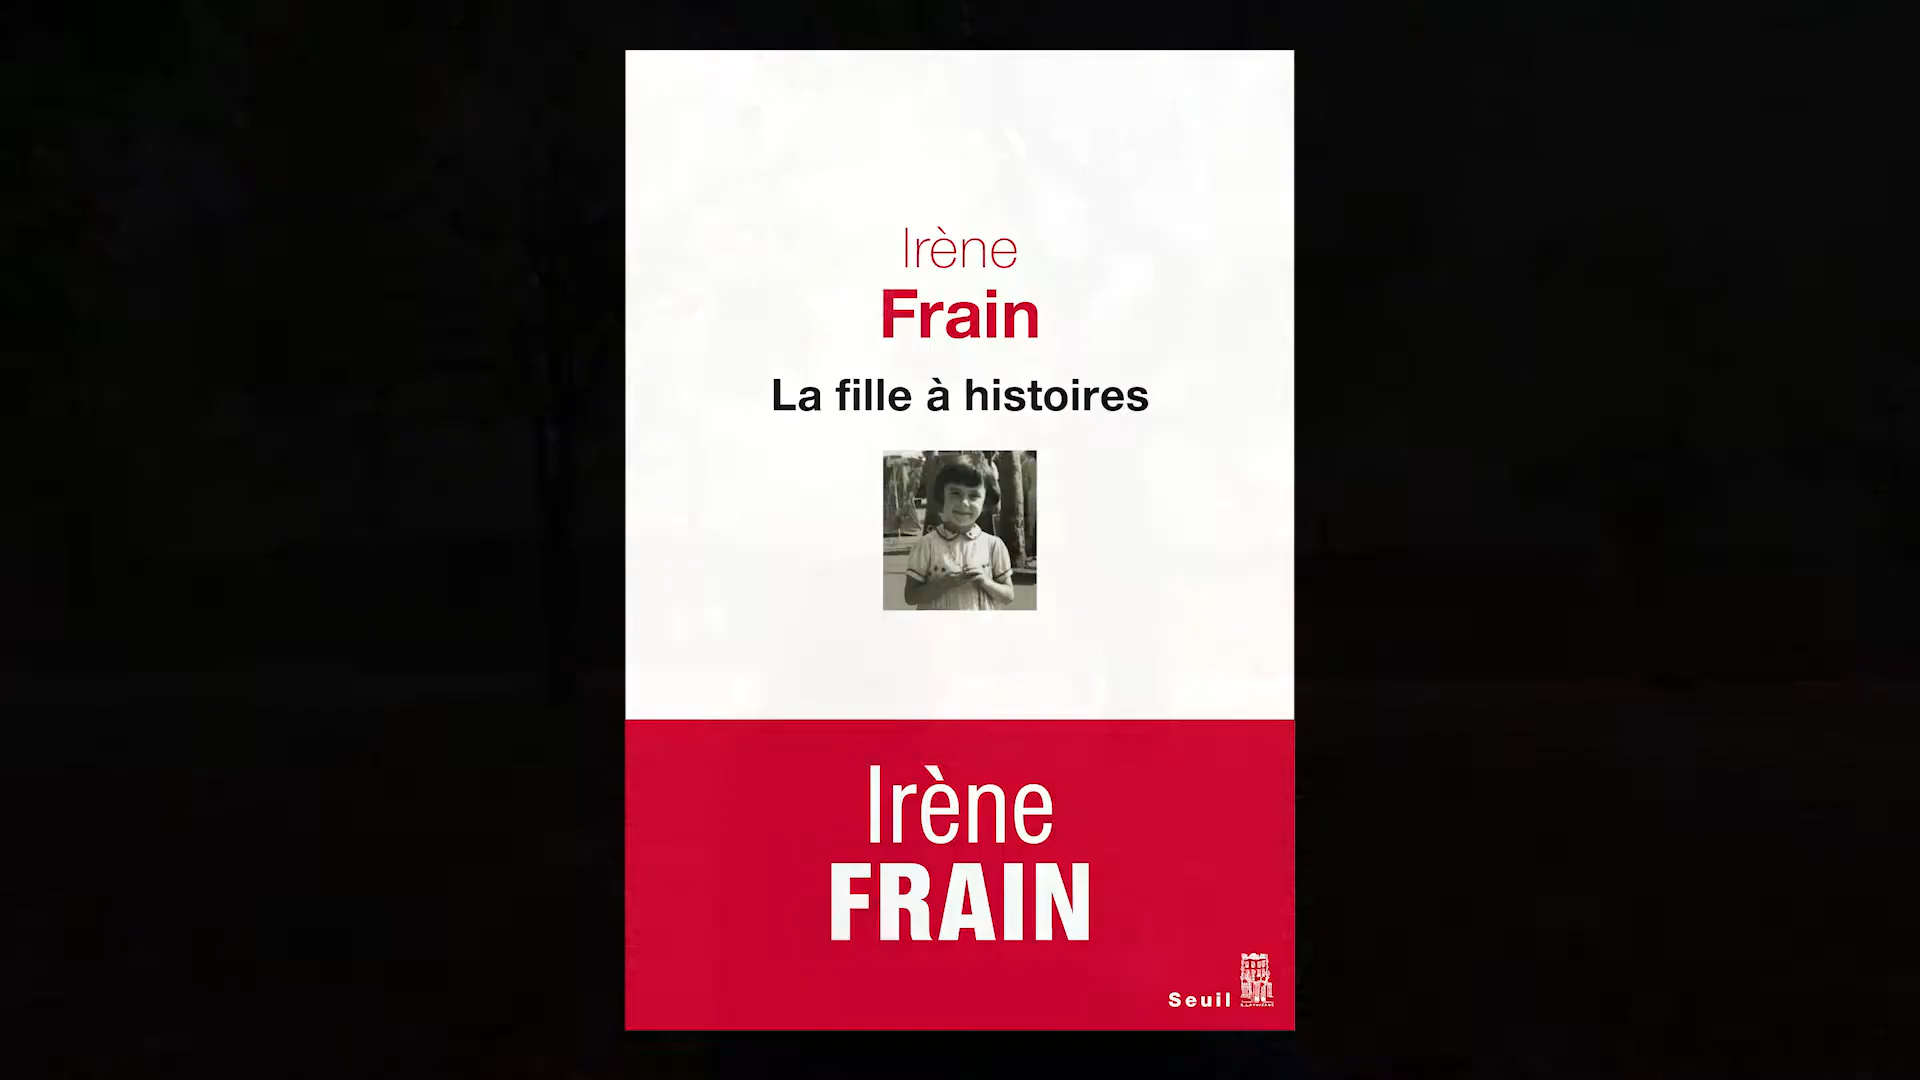 Irène
Frain
La fille à histoires
Irène
FRAIN
Seuil